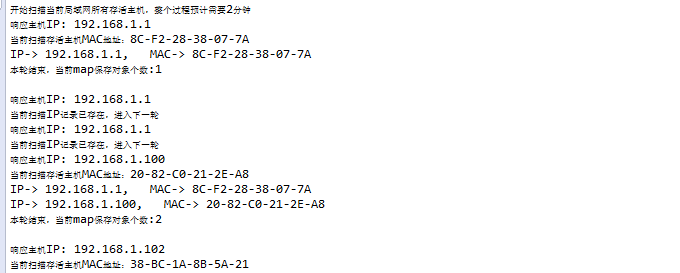 开始扫描当前局域网所有存活主机，整个过程预计需要2分钟
响应主机IP: 192.168.1.1
当前扫描存活主机MAC地址：8C-F2-28-38-07-7A
IP-> 192.168.1.1,   MAC-> 8C-F2-28-38-07-7A
本轮结束，当前map保存对象个数:1
响应主机IP: 192.168.1.1
当前扫描IP记录已存在，进入下一轮
响应主机IP: 192.168.1.1
当前扫描IP记录已存在，进入下一轮
响应主机IP: 192.168.1.100
当前扫描存活主机MAC地址：20-82-C0-21-2E-A8
IP-> 192.168.1.1,   MAC-> 8C-F2-28-38-07-7A
IP-> 192.168.1.100,   MAC-> 20-82-C0-21-2E-A8
本轮结束，当前map保存对象个数:2
响应主机IP: 192.168.1.102
当前扫描存活主机MAC地址：38-BC-1A-8B-5A-21